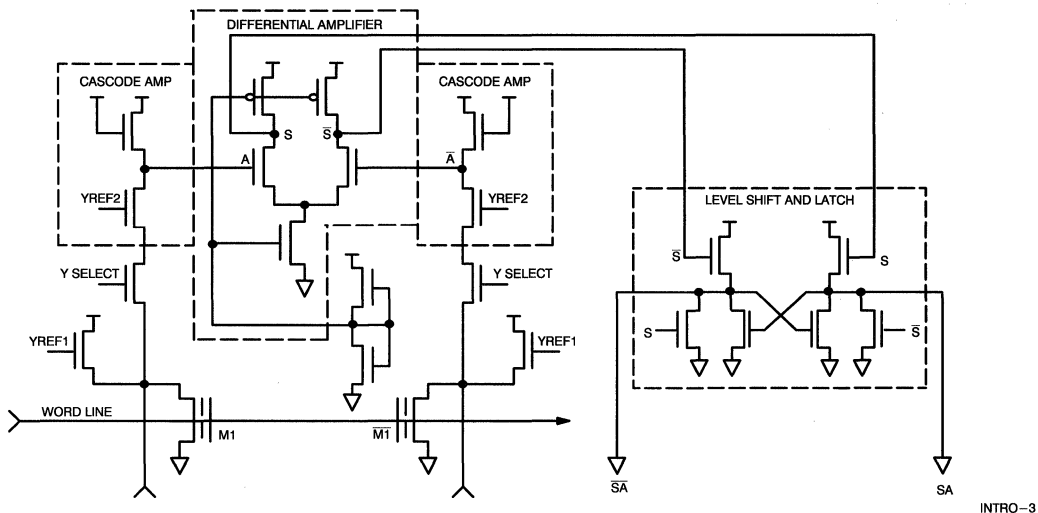 DIFFERENTIAL AMPLIFIER
CASCODE AMP
CASCODE AMP
S
S̅
A
A̅
YREF2
YREF2
LEVEL SHIFT AND LATCH
S̅
S
Y SELECT
Y SELECT
S
S̅
YREF1
YREF1
WORD LINE
M1
M̅1̅
S̅A̅
SA
INTRO–3